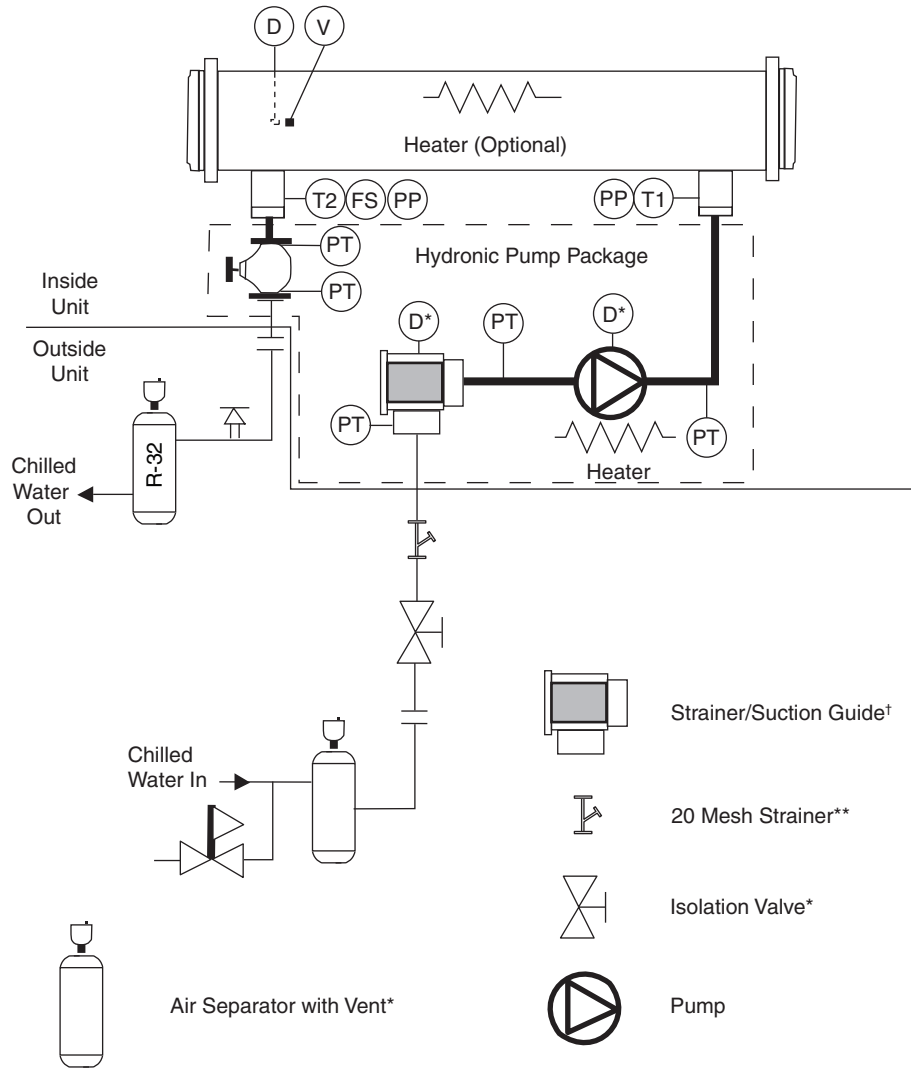 D V
Heater (Optional)
T2 FS PP
PP T1
PT
Hydronic Pump Package
PT
Inside
Unit
Outside
Unit
D* PT D*
PT
PT
Heater
R-32
Chilled
Water
Out
Chilled
Water In
Strainer/Suction Guide†
20 Mesh Strainer**
Isolation Valve*
Air Separator with Vent*
Pump